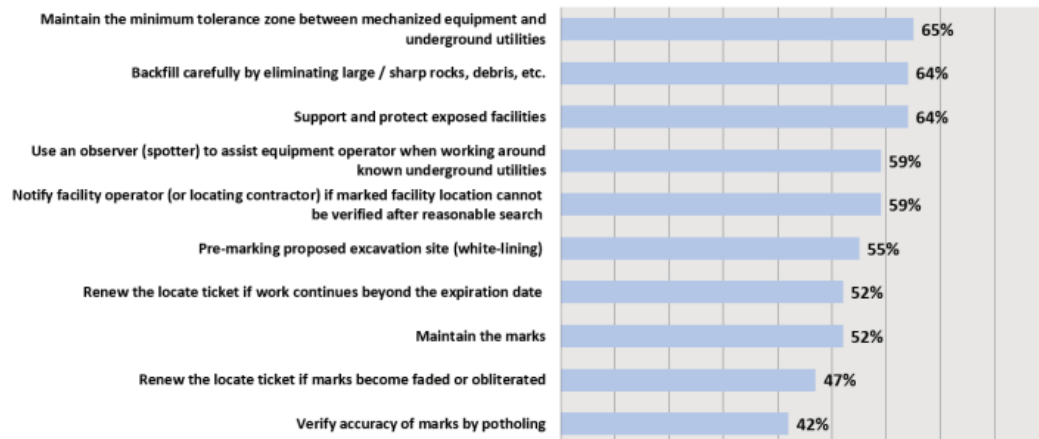 Maintain the minimum tolerance zone between mechanized equipment and
underground utilities
65%
Backfill carefully by eliminating large / sharp rocks, debris, etc.
64%
Support and protect exposed facilities
64%
Use an observer (spotter) to assist equipment operator when working around
known underground utilities
59%
Notify facility operator (or locating contractor) if marked facility location cannot
be verified after reasonable search
59%
Pre-marking proposed excavation site (white-lining)
55%
Renew the locate ticket if work continues beyond the expiration date
52%
Maintain the marks
52%
Renew the locate ticket if marks become faded or obliterated
47%
Verify accuracy of marks by potholing
42%